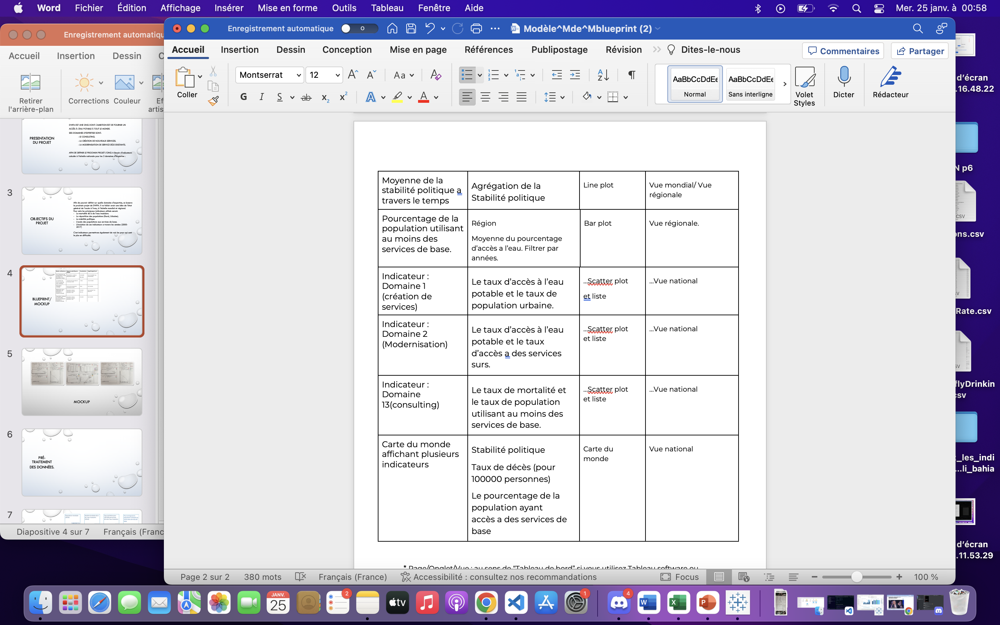 Word Fichier Édition Affichage Insérer Mise en forme Outils Tableau Fenêtre Aide Mer. 25 janv. à 00:58
Enregistrement automatiqu
Accueil Insertion Dessin C
Retirer
l'arrière-plan
Corrections
Couleur
Ef
artis
PRESENTATION
DU PROJET
DWFA EST UNE ONG DONT L'AMBITION EST DE FOURNIR UN
ACCÈS À L'EAU POTABLE À TOUT LE MONDE.
SES DOMAINES D'EXPERTISE SONT:
- LE CONSULTING.
- LA CRÉATION DE NOUVEAUX SERVICES.
- LA MODERNISATION DE SERVICE DÉJÀ EXISTANTS.
AFIN DE DEFINIR LE PROCHAIN PROJET L'ONG A Besoin d'indicateurs
calculés à l'échelle nationale pour les 3 domaines d'expertise :
3
OBJECTIFS DU
PROJET
Afin de pouvoir définir sur quelle domaine d'expertise, ce basera
le prochain projet de DWFA. Il va falloir avoir une idée de l'état
général de l'accès à l'eau, à l'échelle mondial et régional.
Pour cela les principaux indicateurs utilisés seront:
- La mortalité dû à de l'eau insalubre.
- La répartition des populations (Rural, Urbaine).
- La stabilité politique.
- L'accès des populations aux services de base.
- L'évolution de ces indicateurs a travers les années (2000-
2017)
C'est indicateurs permettrons également de voir les pays qui sont
le plus en difficulté.
4
BLUEPRINT/
MOCKUP
5
MOCKUP
6
PRÉ-
TRAITEMENT
DES DONNÉES.
7
Diapositive 4 sur 7 Français (Franc
Enregistrement automatique O Modèle^Mde^Mblueprint (2)
Accueil Insertion Dessin Conception Mise en page Références Publipostage Révision Dites-le-nous Commentaires Partager
Coller
Montserrat 12 Aa
G I S ab x2 x2 A A
AaBbCcDdEe
Normal
AaBbCcDdEe
Sans interligne
Volet
Styles
Dicter
Rédacteur
Moyenne de la
stabilité politique a
travers le temps
Agrégation de la
Stabilité politique
Line plot
Vue mondial/ Vue
régionale
Pourcentage de la
population utilisant
au moins des
services de base.
Région
Moyenne du pourcentage
d'accès a l'eau. Filtrer par
années.
Bar plot
Vue régionale.
Indicateur :
Domaine 1
(création de
services)
Le taux d'accès à l'eau
potable et le taux de
population urbaine.
...Scatter plot
et liste
...Vue national
Indicateur :
Domaine 2
(Modernisation)
Le taux d'accès à l'eau
potable et le taux
d'accès a des services
surs.
...Scatter plot
et liste
...Vue national
Indicateur :
Domaine
13(consulting)
Le taux de mortalité et
le taux de population
utilisant au moins des
services de base.
...Scatter plot
et liste
...Vue national
Carte du monde
affichant plusieurs
indicateurs
Stabilité politique
Taux de décès (pour
100000 personnes)
Le pourcentage de la
population ayant
accès a des services de
base
Carte du
monde
Vue national
* Page/Onglet/Vue : au sens de “Tableau de bord” si vous utilisez Tableau software ou
Page 2 sur 2 380 mots Français (France) Accessibilité : consultez nos recommandations Focus 100 %
d'écran
.16.48.22
N p6
CSV
ons.csv
SV
Rate.csv
SV
flyDrinkin
csv
_les_indi
...li_bahia
d'écran
.11.53.29
JANV.
25
2
tv
1
4
W
X
P